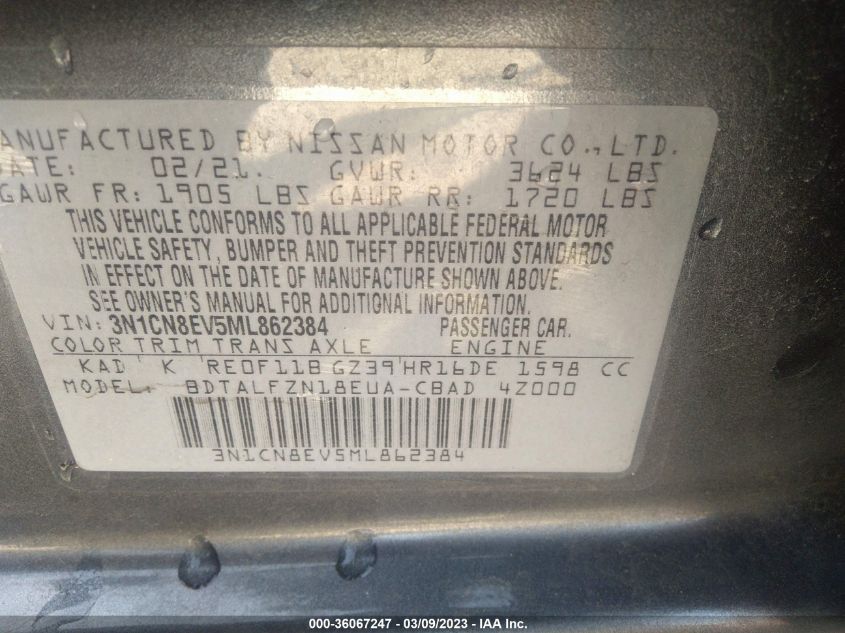 ANUFACTURED BY NISSAN MOTOR CO., LTD.
ATE: 02/21. GVWR: 3624 LBS
GAWR FR: 1905 LBS GAWR RR: 1720 LBS
THIS VEHICLE CONFORMS TO ALL APPLICABLE FEDERAL MOTOR
VEHICLE SAFETY, BUMPER AND THEFT PREVENTION STANDARDS
IN EFFECT ON THE DATE OF MANUFACTURE SHOWN ABOVE.
SEE OWNER'S MANUAL FOR ADDITIONAL INFORMATION.
VIN: 3N1CN8EV5ML862384 PASSENGER CAR.
COLOR TRIM TRANS AXLE ENGINE
KAD K RE0F11B GZ39 HR16DE 1598 CC
MODEL: BDTALFZN18EUA-CBAD 4Z000
3N1CN8EV5ML862384
000-36067247 - 03/09/2023 - IAA Inc.